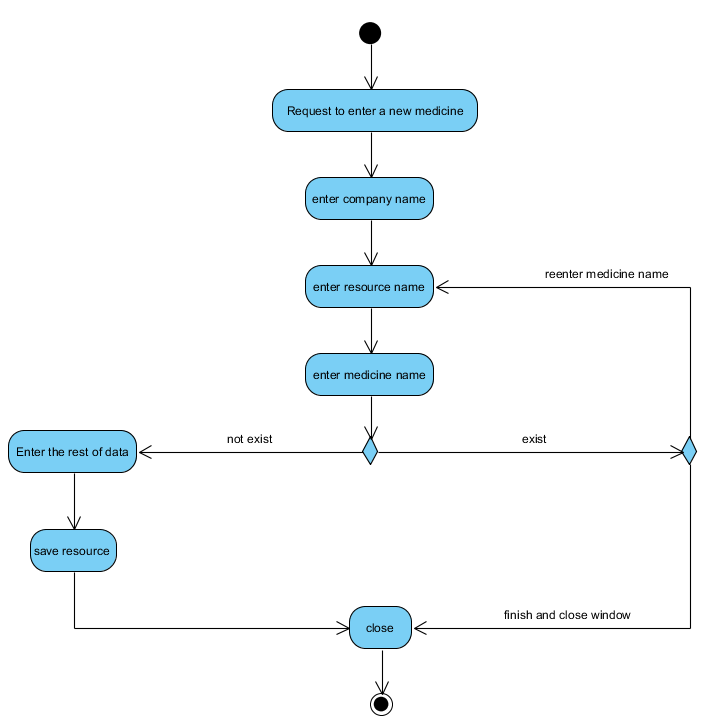 Request to enter a new medicine
enter company name
reenter medicine name
enter resource name
enter medicine name
not exist
exist
Enter the rest of data
save resource
finish and close window
close